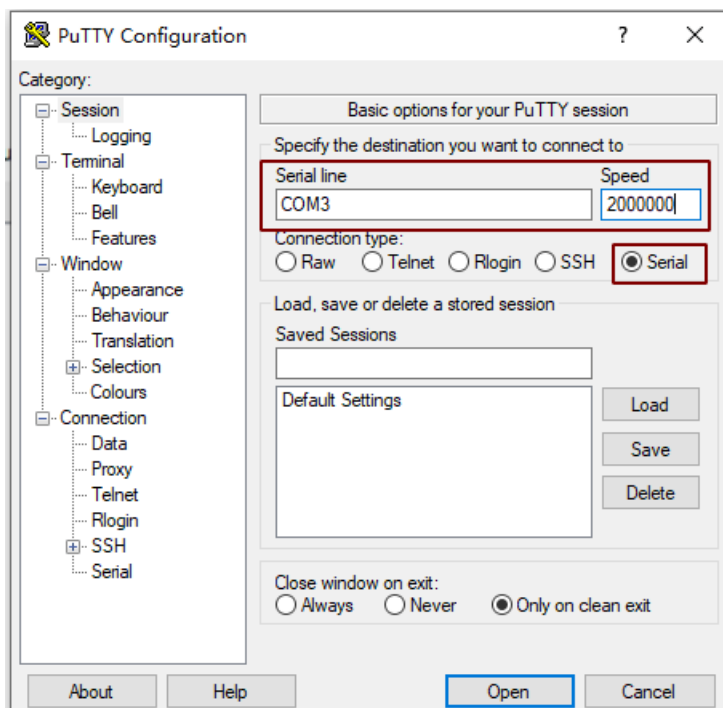 PuTTY Configuration
?
Category:
Session
Logging
Terminal
Keyboard
Bell
Features
Window
Appearance
Behaviour
Translation
Selection
Colours
Connection
Data
Proxy
Telnet
Rlogin
SSH
Serial
Basic options for your PuTTY session
Specify the destination you want to connect to
Serial line Speed
COM3 2000000
Connection type:
Raw Telnet Rlogin SSH Serial
Load, save or delete a stored session
Saved Sessions
Default Settings
Load
Save
Delete
Close window on exit:
Always Never Only on clean exit
About Help Open Cancel